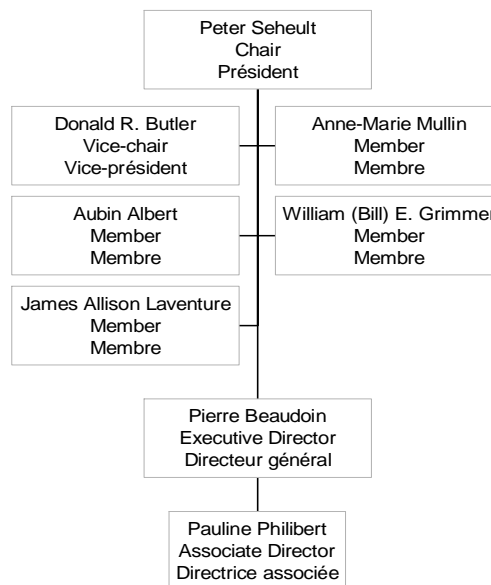 Peter Seheult
Chair
Président
Donald R. Butler
Vice-chair
Vice-président
Anne-Marie Mullin
Member
Membre
Aubin Albert
Member
Membre
William (Bill) E. Grimmer
Member
Membre
James Allison Laventure
Member
Membre
Pierre Beaudoin
Executive Director
Directeur général
Pauline Philibert
Associate Director
Directrice associée